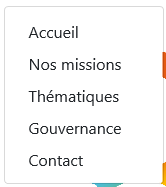 Accueil
Nos missions
Thématiques
Gouvernance
Contact